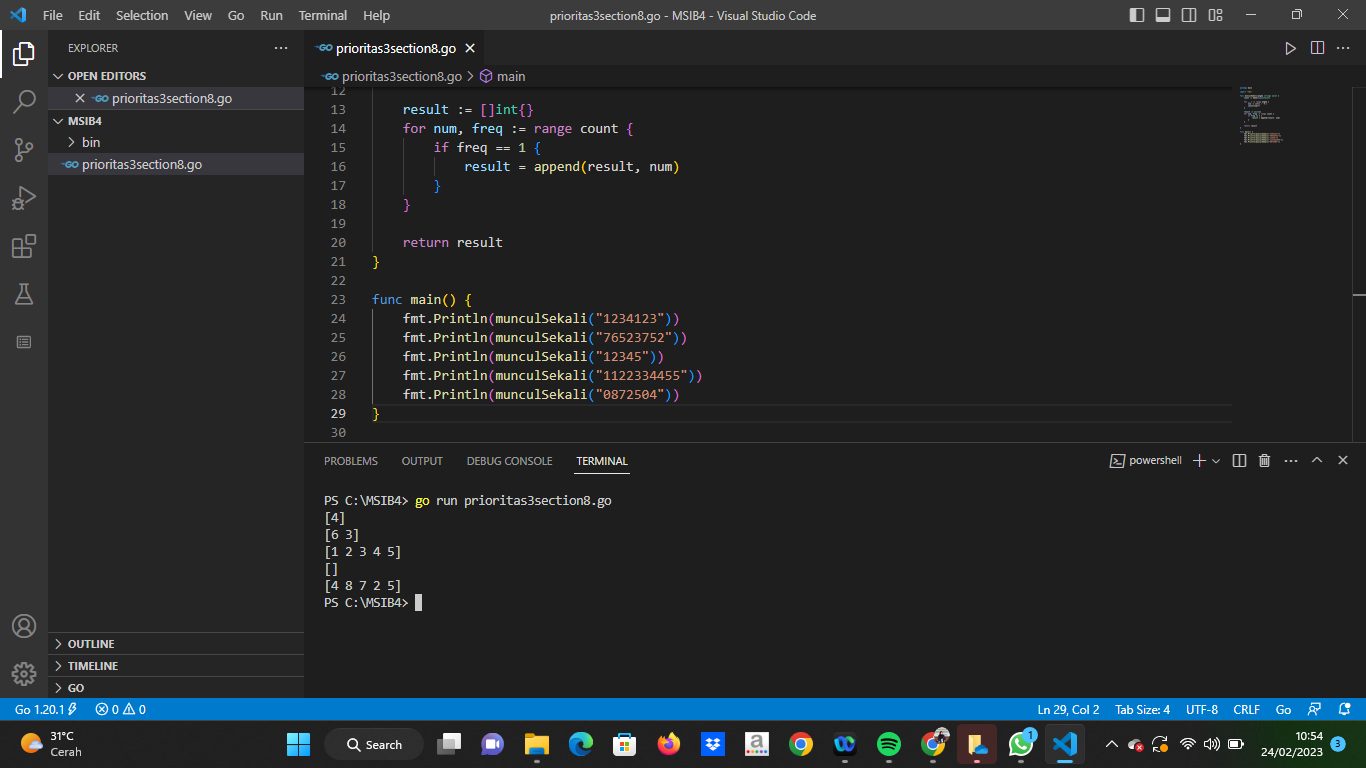 File Edit Selection View Go Run Terminal Help
prioritas3section8.go - MSIB4 - Visual Studio Code
EXPLORER
OPEN EDITORS
prioritas3section8.go
MSIB4
bin
prioritas3section8.go
OUTLINE
TIMELINE
GO
prioritas3section8.go
prioritas3section8.go > main
12
13 result := []int{}
14 for num, freq := range count {
15 if freq == 1 {
16 result = append(result, num)
17 }
18 }
19
20 return result
21 }
22
23 func main() {
24 fmt.Println(munculSekali("1234123"))
25 fmt.Println(munculSekali("76523752"))
26 fmt.Println(munculSekali("12345"))
27 fmt.Println(munculSekali("1122334455"))
28 fmt.Println(munculSekali("0872504"))
29 }
30
PROBLEMS OUTPUT DEBUG CONSOLE TERMINAL
powershell
PS C:\MSIB4> go run prioritas3section8.go
[4]
[6 3]
[1 2 3 4 5]
[]
[4 8 7 2 5]
PS C:\MSIB4>
Go 1.20.1 0 0
Ln 29, Col 2 Tab Size: 4 UTF-8 CRLF Go
31°C
Cerah
Search
1
10:54
24/02/2023
3